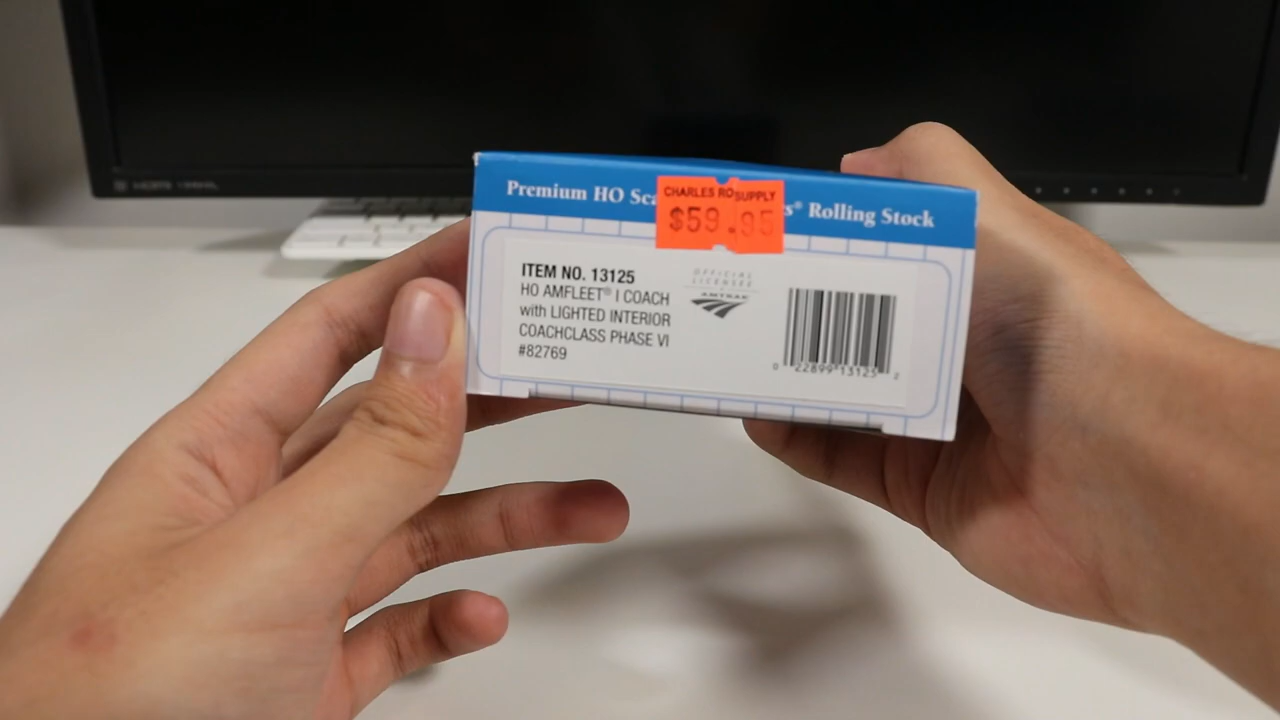 Premium HO Sca
s® Rolling Stock
CHARLES RO SUPPLY
$59.95
ITEM NO. 13125
HO AMFLEET® I COACH
with LIGHTED INTERIOR
COACHCLASS PHASE VI
#82769
OFFICIAL
LICENSEE
AMTRAK
0 22899 13125 2
HDMI